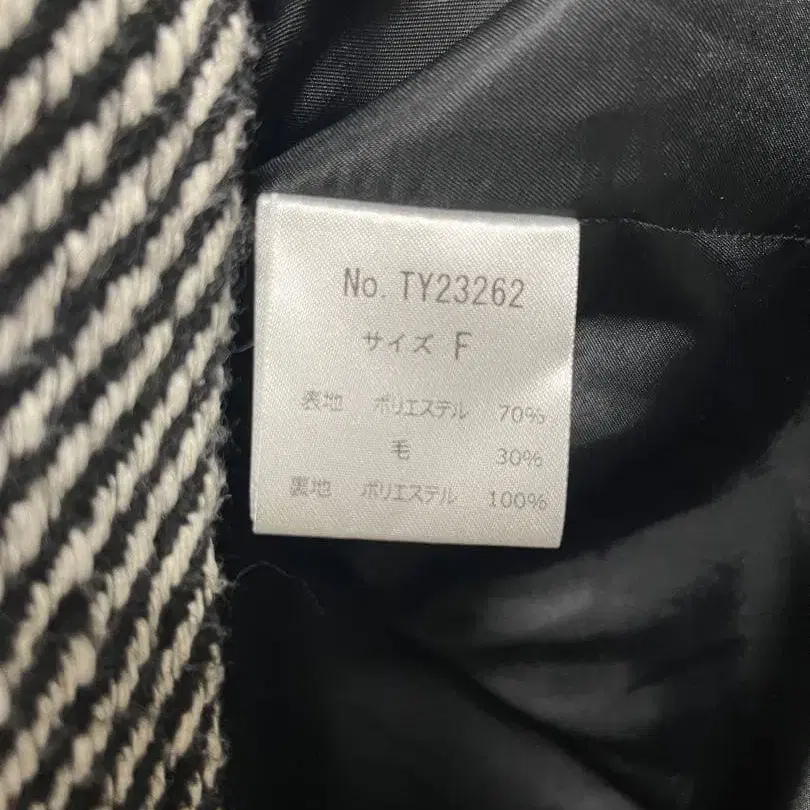 No. TY23262
サイズ F
表地 ポリエステル 70%
毛 30%
裏地 ポリエステル 100%